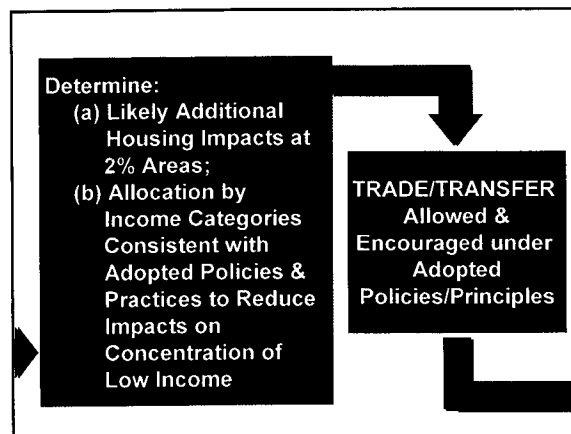 Determine:
(a) Likely Additional
Housing Impacts at
2% Areas;
(b) Allocation by
Income Categories
Consistent with
Adopted Policies &
Practices to Reduce
Impacts on
Concentration of
Low Income
TRADE/TRANSFER
Allowed &
Encouraged under
Adopted
Policies/Principles